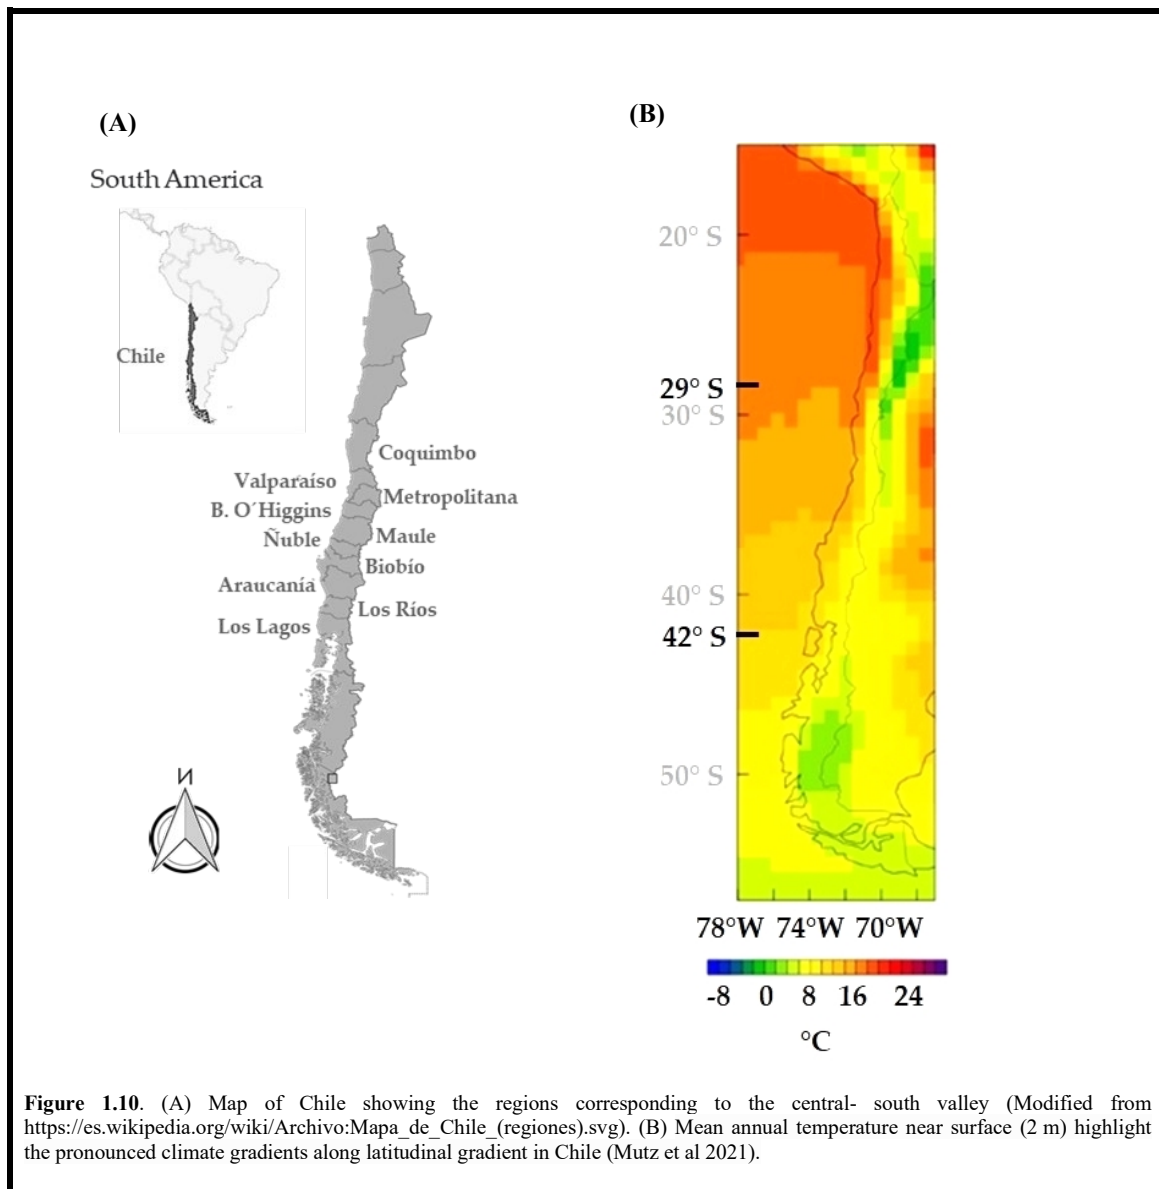 (A)
(B)
South America
Chile
Coquimbo
Valparaíso
Metropolitana
B. O´Higgins
Ñuble
Maule
Biobío
Araucanía
Los Ríos
Los Lagos
N
20° S
29° S
30° S
40° S
42° S
50° S
78°W 74°W 70°W
-8 0 8 16 24
°C
Figure 1.10. (A) Map of Chile showing the regions corresponding to the central- south valley (Modified from
https://es.wikipedia.org/wiki/Archivo:Mapa_de_Chile_(regiones).svg). (B) Mean annual temperature near surface (2 m) highlight
the pronounced climate gradients along latitudinal gradient in Chile (Mutz et al 2021).